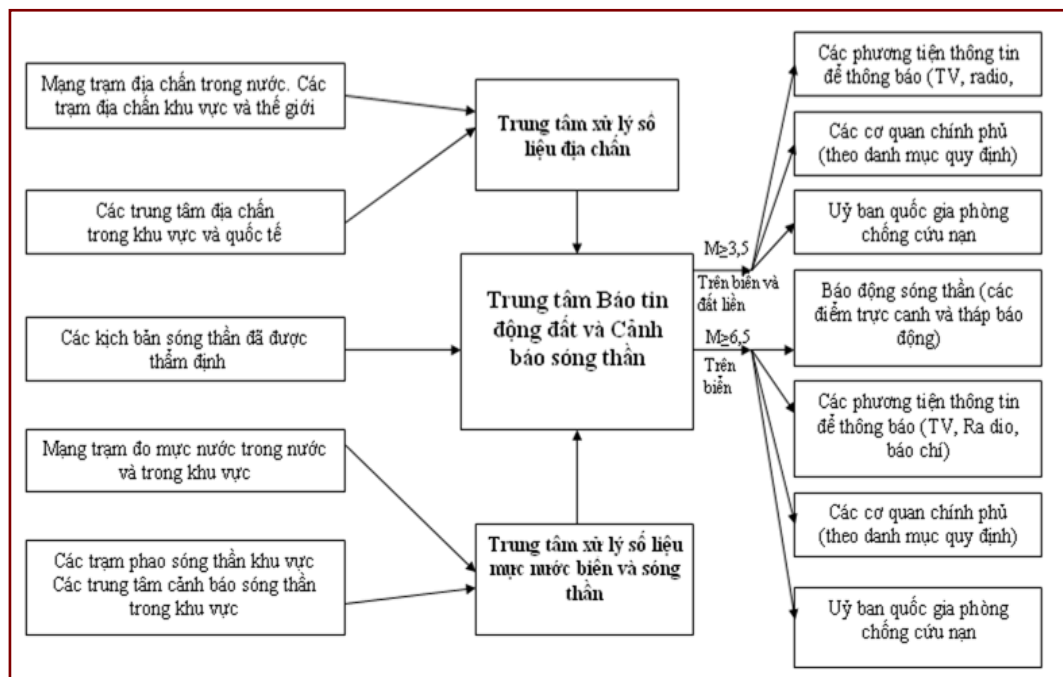 Mạng trạm địa chấn trong nước. Các
trạm địa chấn khu vực và thế giới
Các trung tâm địa chấn
trong khu vực và quốc tế
Các kịch bản sóng thần đã được
thẩm định
Mạng trạm đo mực nước trong nước
và trong khu vực
Các trạm phao sóng thần khu vực
Các trung tâm cảnh báo sóng thần
trong khu vực
Trung tâm xử lý số
liệu địa chấn
Trung tâm Báo tin
động đất và Cảnh
báo sóng thần
Trung tâm xử lý số liệu
mực nước biển và sóng
thần
M≥3,5
Trên biển và
đất liền
M≥6,5
Trên
biển
Các phương tiện thông tin
để thông báo (TV, radio,
Các cơ quan chính phủ
(theo danh mục quy định)
Uỷ ban quốc gia phòng
chống cứu nạn
Báo động sóng thần (các
điểm trực canh và tháp báo
động)
Các phương tiện thông tin
để thông báo (TV, Ra dio,
báo chí)
Các cơ quan chính phủ
(theo danh mục quy định)
Uỷ ban quốc gia phòng
chống cứu nạn